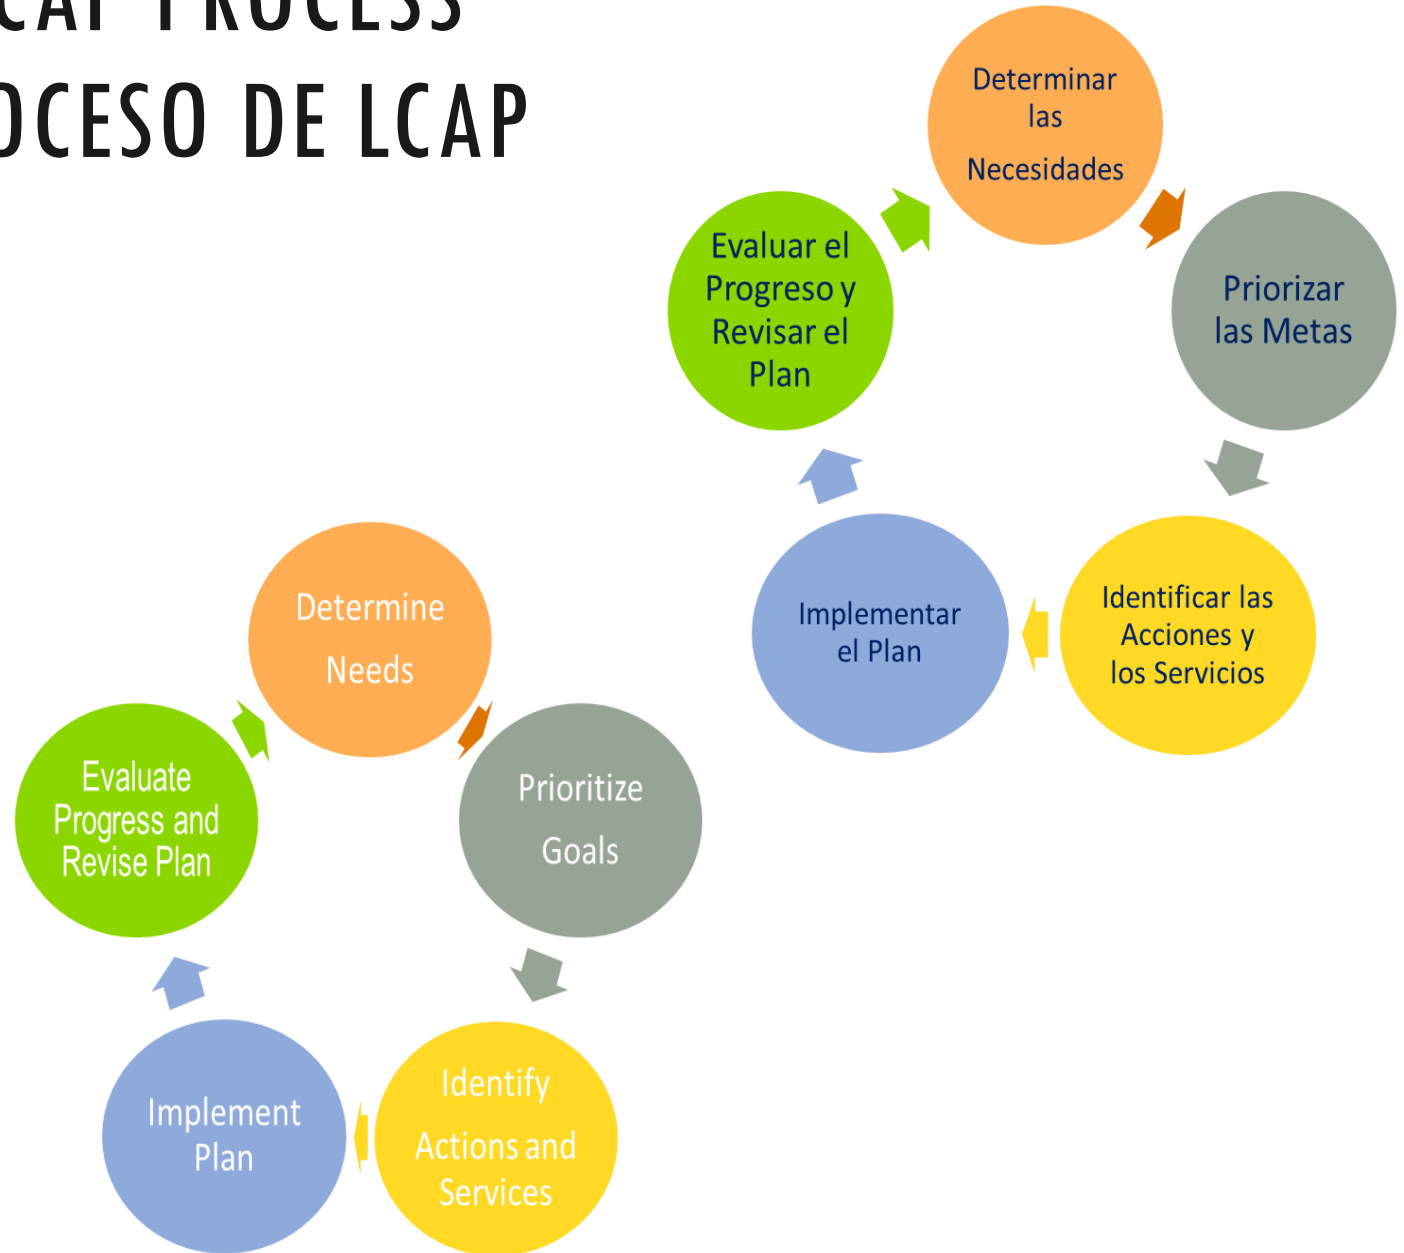 CAP PROCESS
OCESO DE LCAP
Determinar
las
Necesidades
Priorizar
las Metas
Identificar las
Acciones y
los Servicios
Implementar
el Plan
Evaluar el
Progreso y
Revisar el
Plan
Determine
Needs
Prioritize
Goals
Identify
Actions and
Services
Implement
Plan
Evaluate
Progress and
Revise Plan